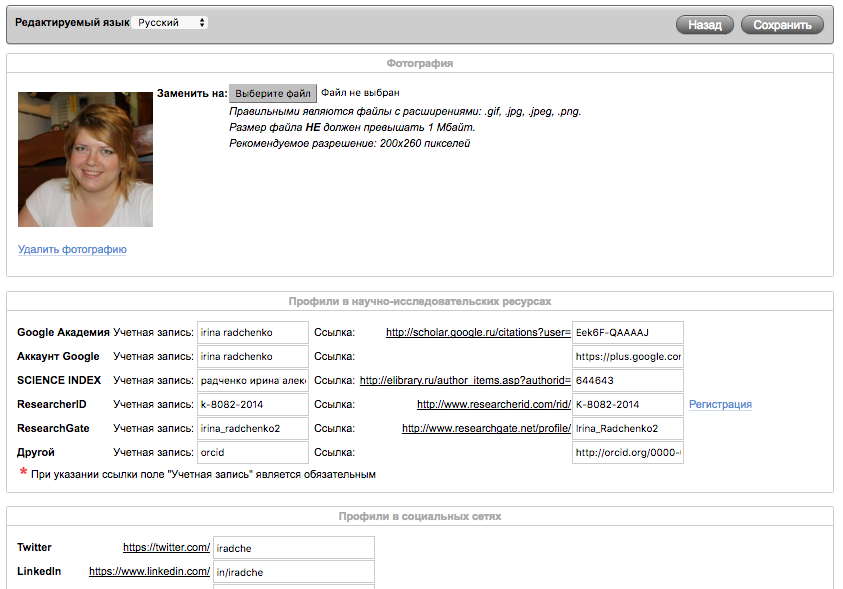 Редактируемый язык Русский Назад Сохранить
Фотография
Заменить на: Выберите файл Файл не выбран
Правильными являются файлы с расширениями: .gif, .jpg, .jpeg, .png.
Размер файла НЕ должен превышать 1 Мбайт.
Рекомендуемое разрешение: 200x260 пикселей
Удалить фотографию
Профили в научно-исследовательских ресурсах
Google Академия Учетная запись: irina radchenko Ссылка: http://scholar.google.ru/citations?user= Eek6F-QAAAAJ
Аккаунт Google Учетная запись: irina radchenko Ссылка: https://plus.google.com
SCIENCE INDEX Учетная запись: радченко ирина алекс Ссылка: http://elibrary.ru/author_items.asp?authorid= 644643
ResearcherID Учетная запись: k-8082-2014 Ссылка: http://www.researcherid.com/rid/ K-8082-2014 Регистрация
ResearchGate Учетная запись: irina_radchenko2 Ссылка: http://www.researchgate.net/profile/ Irina_Radchenko2
Другой Учетная запись: orcid Ссылка: http://orcid.org/0000-
* При указании ссылки поле "Учетная запись" является обязательным
Профили в социальных сетях
Twitter https://twitter.com/ iradche
LinkedIn https://www.linkedin.com/ in/iradche